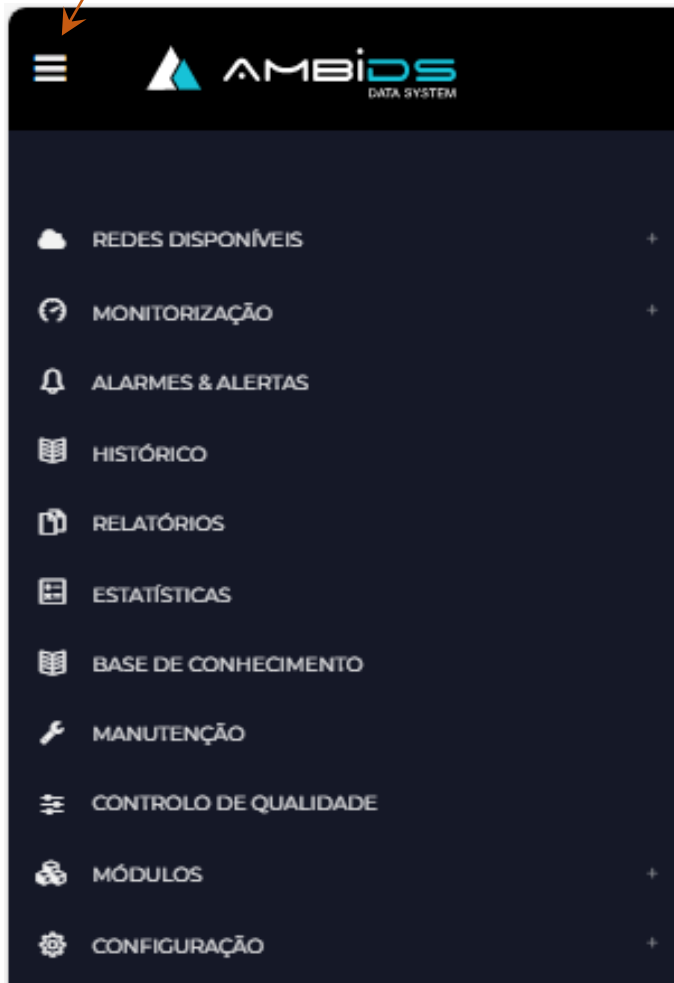 AMBIDS
DATA SYSTEM
REDES DISPONÍVEIS +
MONITORIZAÇÃO +
ALARMES & ALERTAS
HISTÓRICO
RELATÓRIOS
ESTATÍSTICAS
BASE DE CONHECIMENTO
MANUTENÇÃO
CONTROLO DE QUALIDADE
MÓDULOS +
CONFIGURAÇÃO +